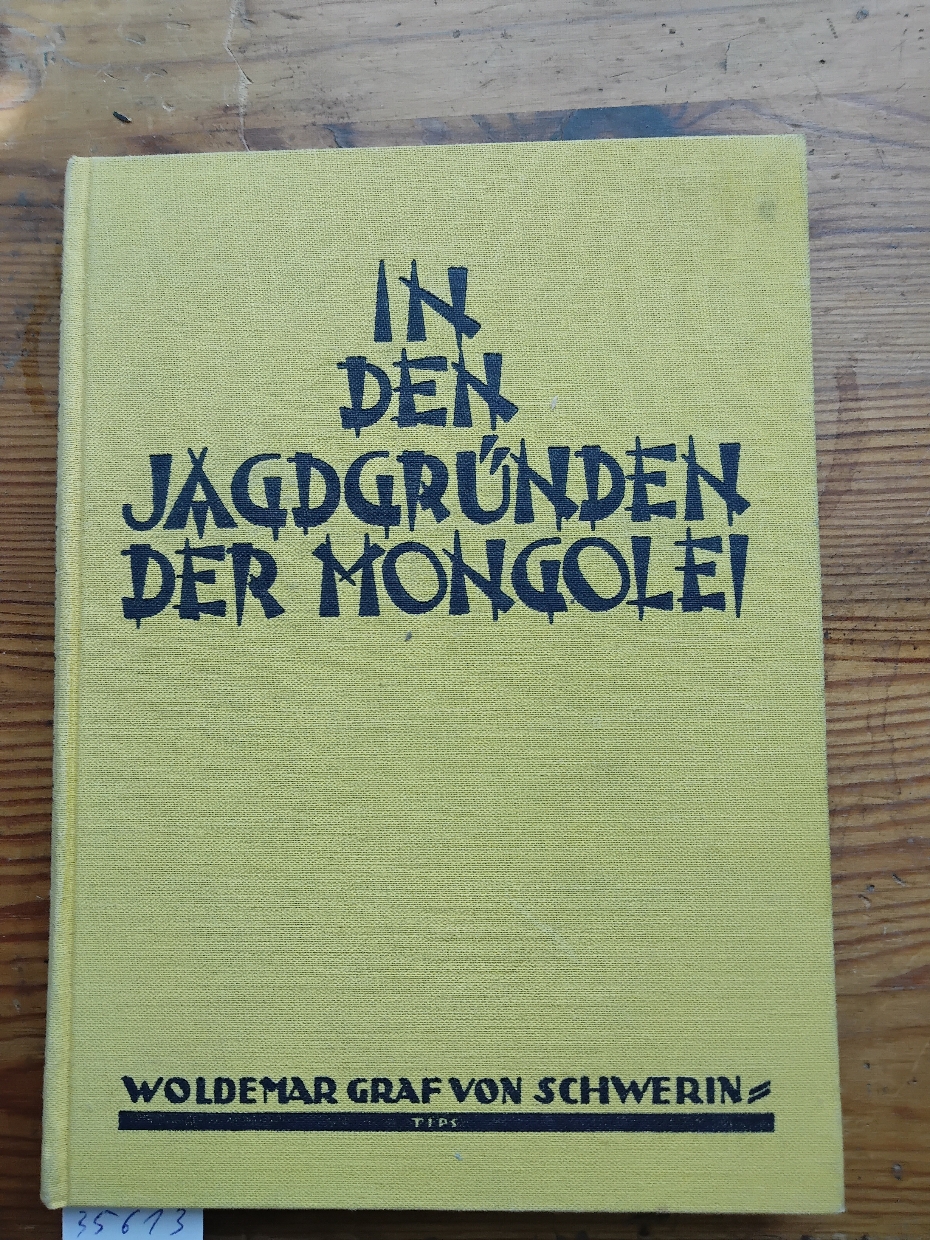 IN
DEN
JAGDGRÜNDEN
DER MONGOLEI
WOLDEMAR GRAF VON SCHWERIN=
TIPS
35613